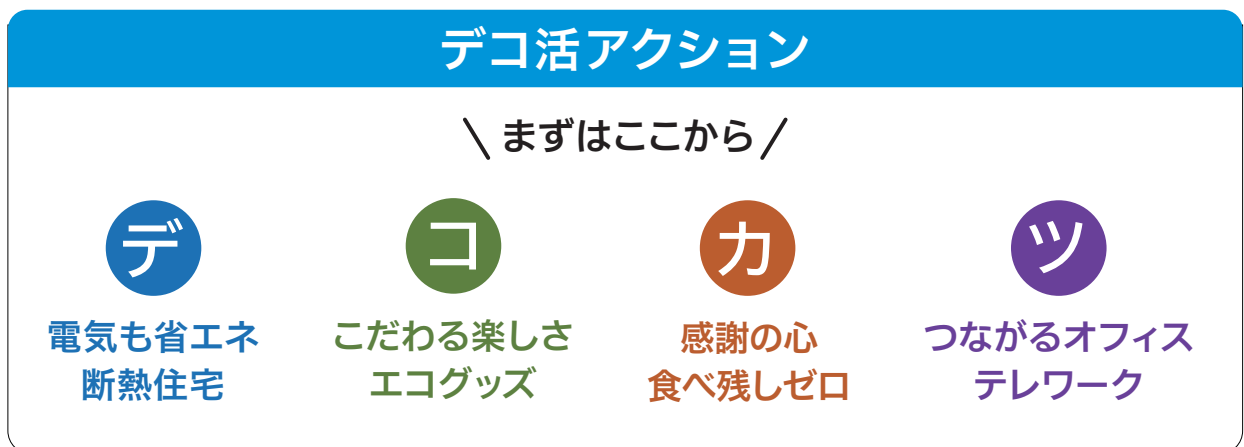 デコ活アクション
まずはここから
デ
電気も省エネ
断熱住宅
コ
こだわる楽しさ
エコグッズ
カ
感謝の心
食べ残しゼロ
ツ
つながるオフィス
テレワーク